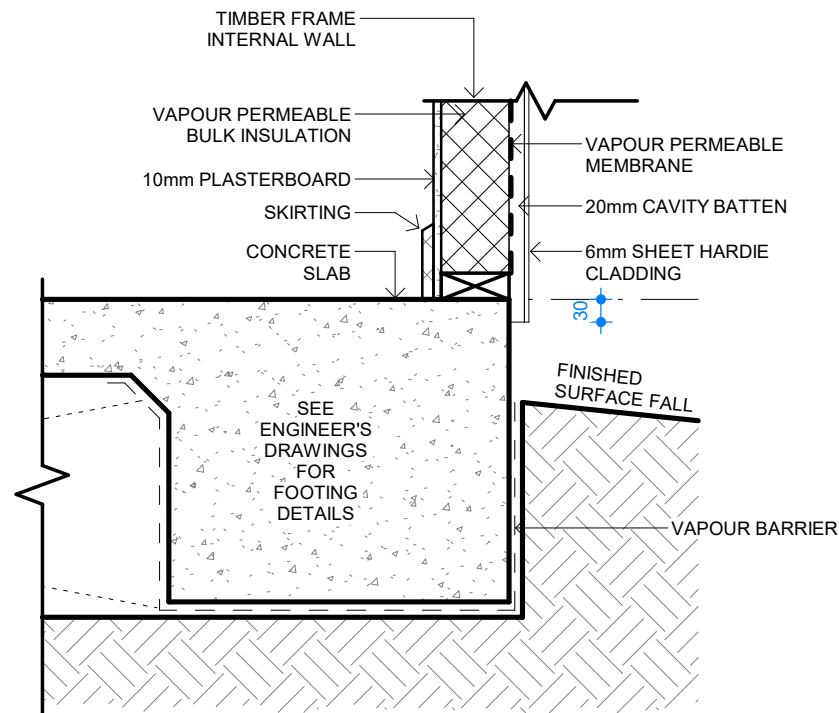 TIMBER FRAME
INTERNAL WALL
VAPOUR PERMEABLE
BULK INSULATION
10mm PLASTERBOARD
SKIRTING
CONCRETE
SLAB
VAPOUR PERMEABLE
MEMBRANE
20mm CAVITY BATTEN
6mm SHEET HARDIE
CLADDING
30
FINISHED
SURFACE FALL
SEE
ENGINEER'S
DRAWINGS
FOR
FOOTING
DETAILS
VAPOUR BARRIER